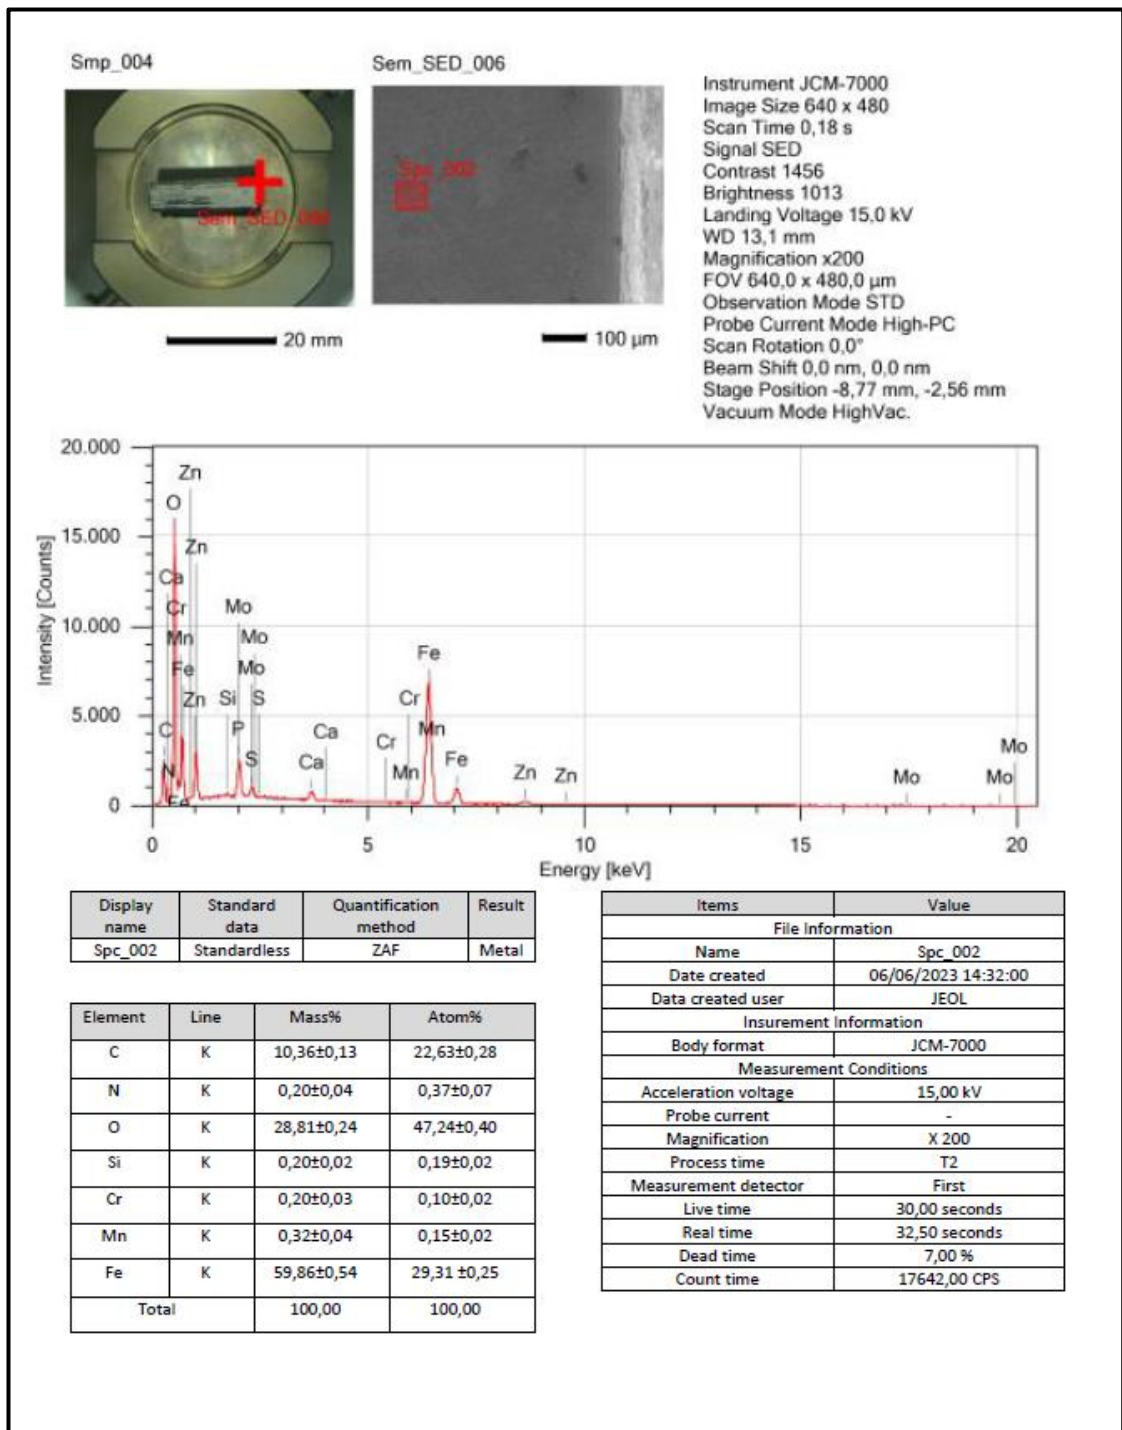 Smp_004
Sem_SED_006
Spc_002
Instrument JCM-7000
Image Size 640 x 480
Scan Time 0,18 s
Signal SED
Contrast 1456
Brightness 1013
Landing Voltage 15,0 kV
WD 13,1 mm
Magnification x200
FOV 640,0 x 480,0 µm
Observation Mode STD
Probe Current Mode High-PC
Scan Rotation 0,0°
Beam Shift 0,0 nm, 0,0 nm
Stage Position -8,77 mm, -2,56 mm
Vacuum Mode HighVac.
20 mm
100 µm
Intensity [Counts]
20.000
15.000
10.000
5.000
0
Zn
O
Zn
Ca
Cr
Mn
Fe
Zn
C
N
Fe
Si
Mo
Mo
Mo
S
P
S
Ca
Ca
Cr
Cr
Mn
Fe
Mn
Fe
Zn
Zn
Mo
Mo
Mo
0 5 10 15 20
Energy [keV]
Display name Standard data Quantification method Result
Spc_002 Standardless ZAF Metal
Element Line Mass% Atom%
C K 10,36±0,13 22,63±0,28
N K 0,20±0,04 0,37±0,07
O K 28,81±0,24 47,24±0,40
Si K 0,20±0,02 0,19±0,02
Cr K 0,20±0,03 0,10±0,02
Mn K 0,32±0,04 0,15±0,02
Fe K 59,86±0,54 29,31 ±0,25
Total 100,00 100,00
Items Value
File Information
Name Spc_002
Date created 06/06/2023 14:32:00
Data created user JEOL
Insurement Information
Body format JCM-7000
Measurement Conditions
Acceleration voltage 15,00 kV
Probe current -
Magnification X 200
Process time T2
Measurement detector First
Live time 30,00 seconds
Real time 32,50 seconds
Dead time 7,00 %
Count time 17642,00 CPS